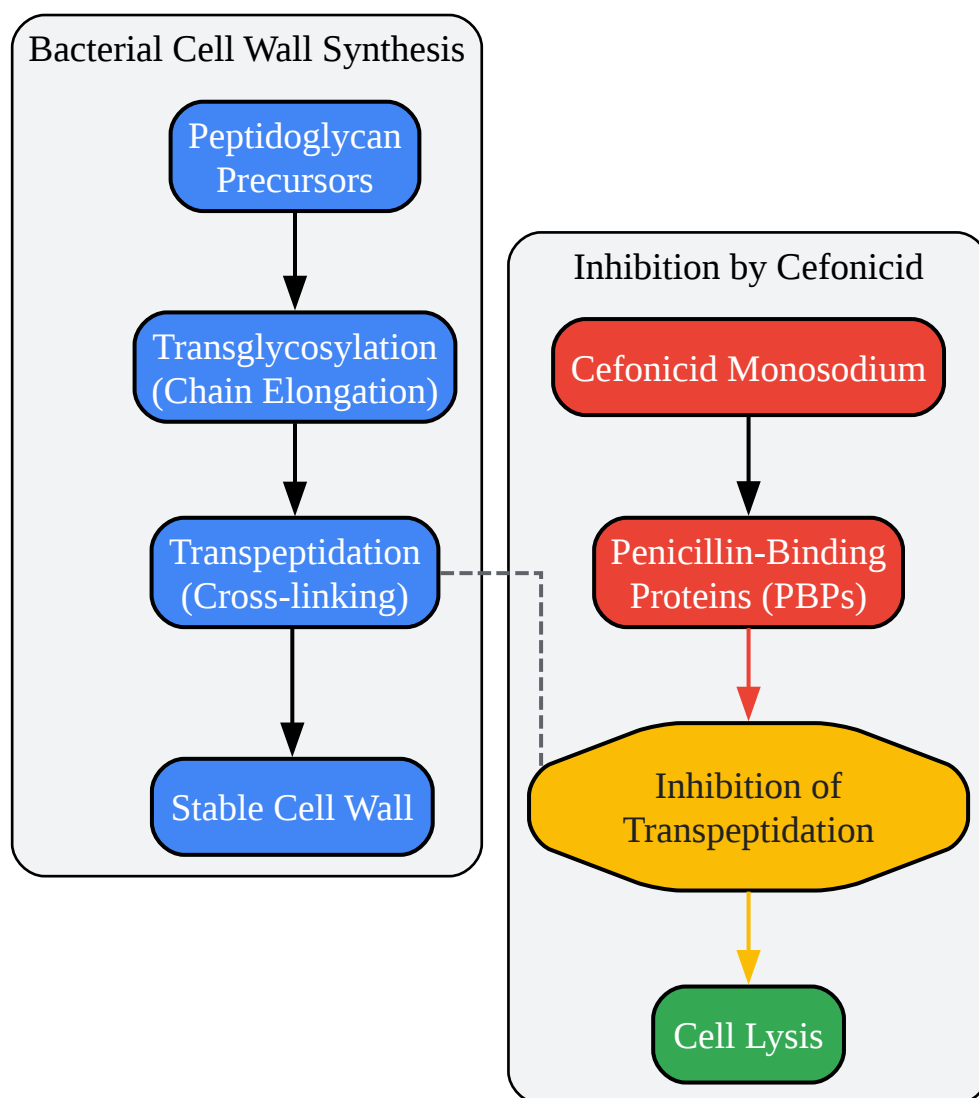 Bacterial Cell Wall Synthesis
Peptidoglycan
Precursors
Transglycosylation
(Chain Elongation)
Transpeptidation
(Cross-linking)
Stable Cell Wall
Inhibition by Cefonicid
Cefonicid Monosodium
Penicillin-Binding
Proteins (PBPs)
Inhibition of
Transpeptidation
Cell Lysis